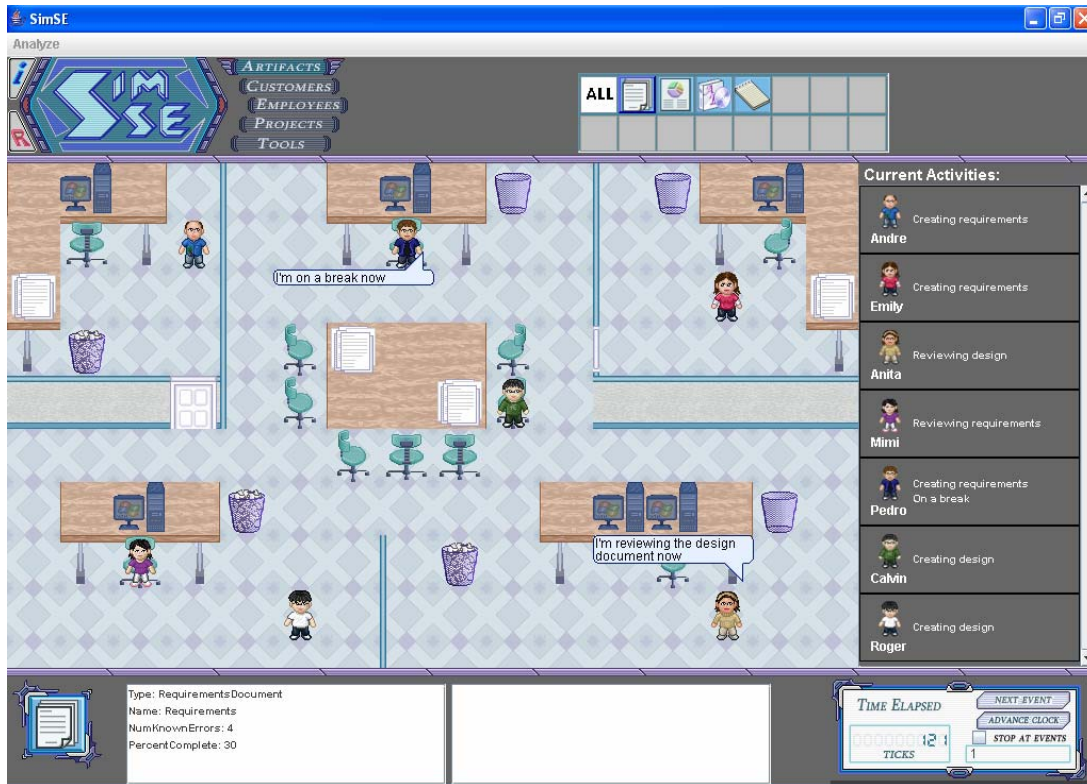 SimSE
Analyze
i
R
SIM
SE
ARTIFACTS
CUSTOMERS
EMPLOYEES
PROJECTS
TOOLS
ALL
I'm on a break now
I'm reviewing the design
document now
Current Activities:
Creating requirements
Andre
Creating requirements
Emily
Reviewing design
Anita
Reviewing requirements
Mimi
Creating requirements
On a break
Pedro
Creating design
Calvin
Creating design
Roger
Type: RequirementsDocument
Name: Requirements
NumKnownErrors: 4
PercentComplete: 30
TIME ELAPSED
121
TICKS
NEXT EVENT
ADVANCE CLOCK
STOP AT EVENTS
1